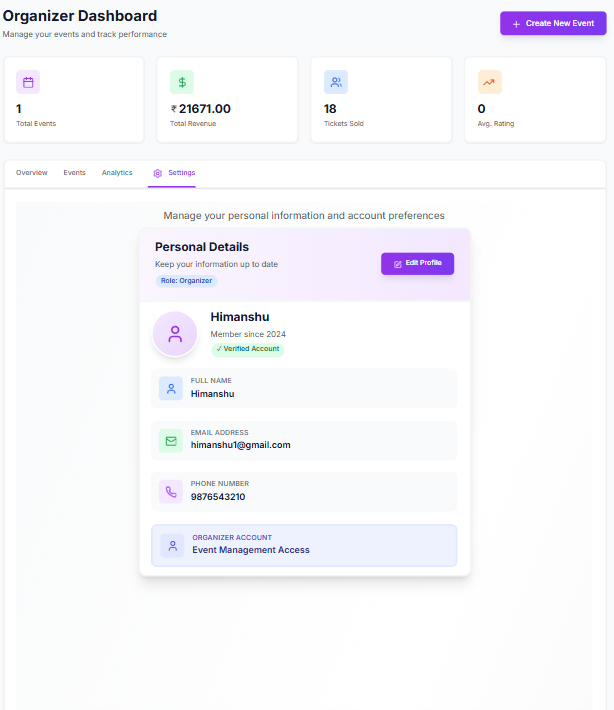 Organizer Dashboard
Manage your events and track performance
+ Create New Event
1
Total Events
₹21671.00
Total Revenue
18
Tickets Sold
0
Avg. Rating
Overview Events Analytics Settings
Manage your personal information and account preferences
Personal Details
Keep your information up to date
Role: Organizer
Edit Profile
Himanshu
Member since 2024
✓ Verified Account
FULL NAME
Himanshu
EMAIL ADDRESS
himanshu1@gmail.com
PHONE NUMBER
9876543210
ORGANIZER ACCOUNT
Event Management Access